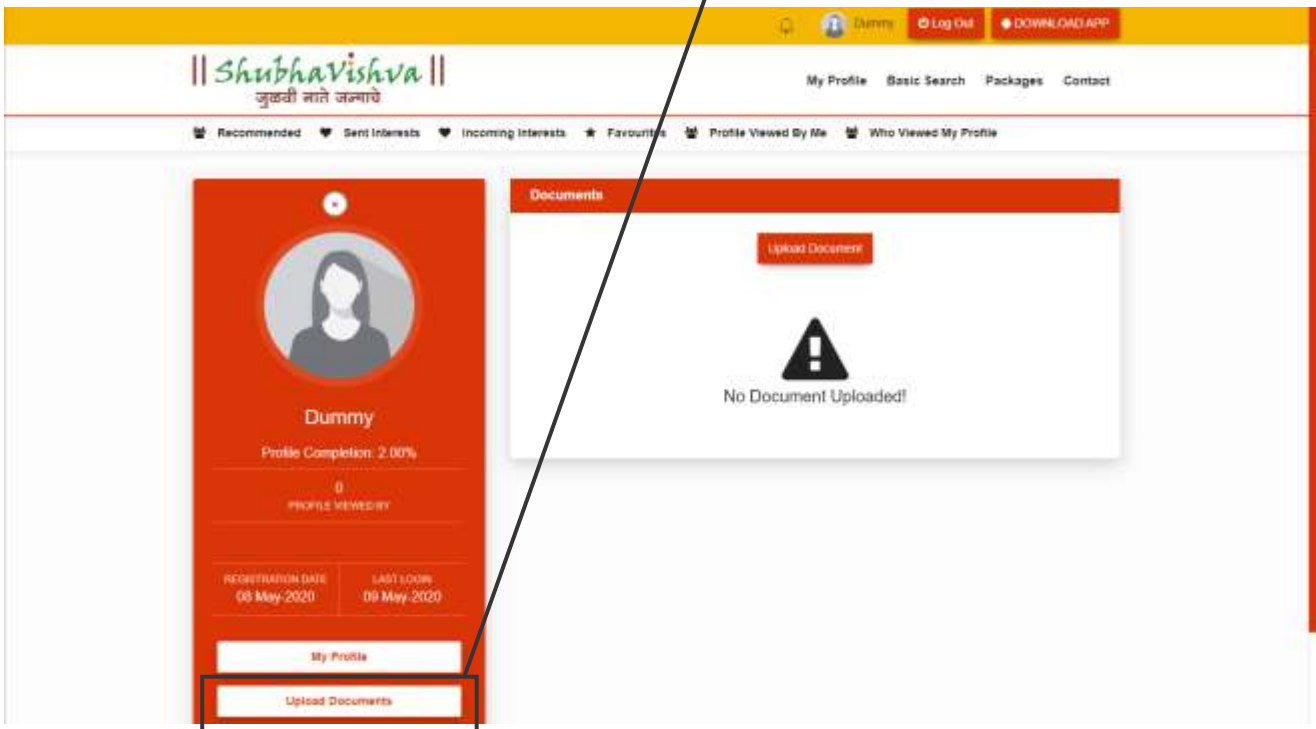 Dummy Log Out DOWNLOAD APP
|| ShubhaVishva ||
जुळवी नाते जन्माचे
My Profile Basic Search Packages Contact
Recommended Sent Interests Incoming Interests Favourites Profile Viewed By Me Who Viewed My Profile
Documents
Upload Document
No Document Uploaded!
Dummy
Profile Completion: 2.00%
0
PROFILE VIEWED BY
REGISTRATION DATE LAST LOGIN
08 May-2020 09 May-2020
My Profile
Upload Documents